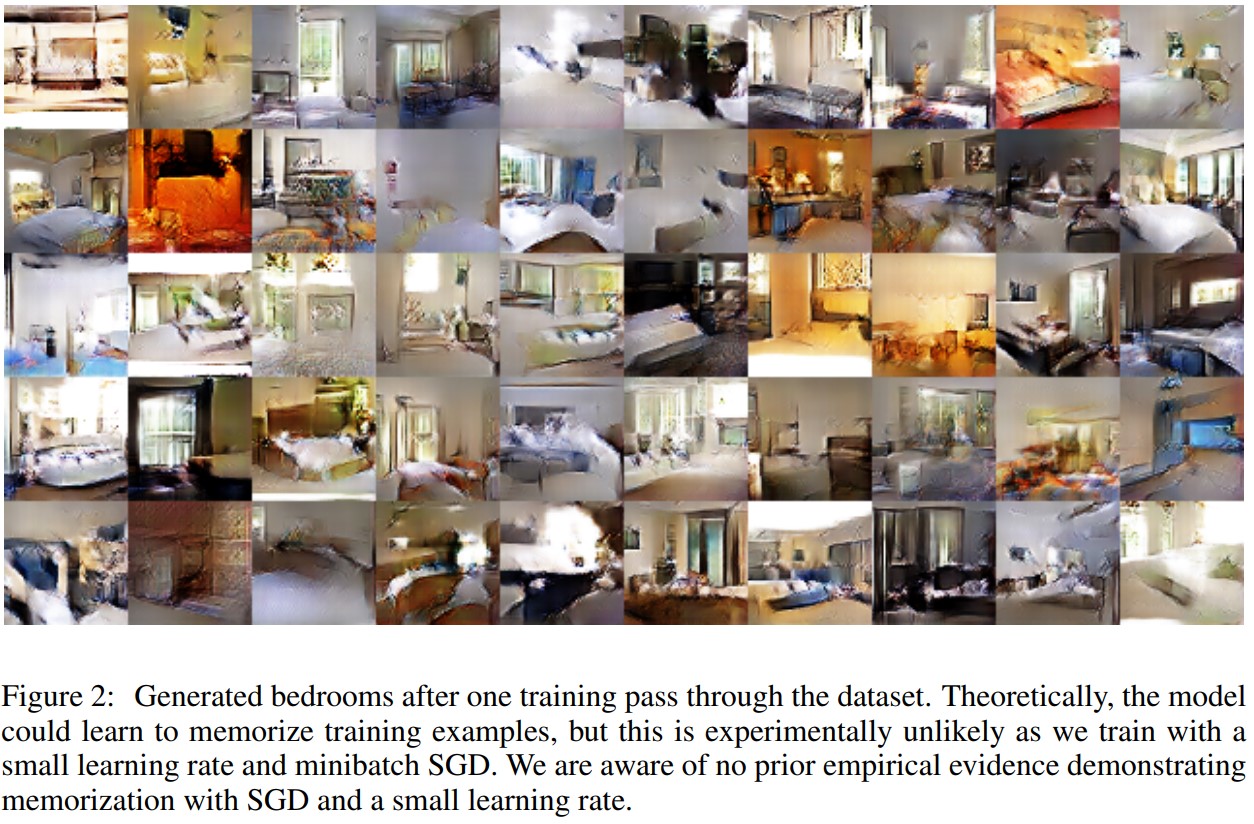 Figure 2: Generated bedrooms after one training pass through the dataset. Theoretically, the model
could learn to memorize training examples, but this is experimentally unlikely as we train with a
small learning rate and minibatch SGD. We are aware of no prior empirical evidence demonstrating
memorization with SGD and a small learning rate.